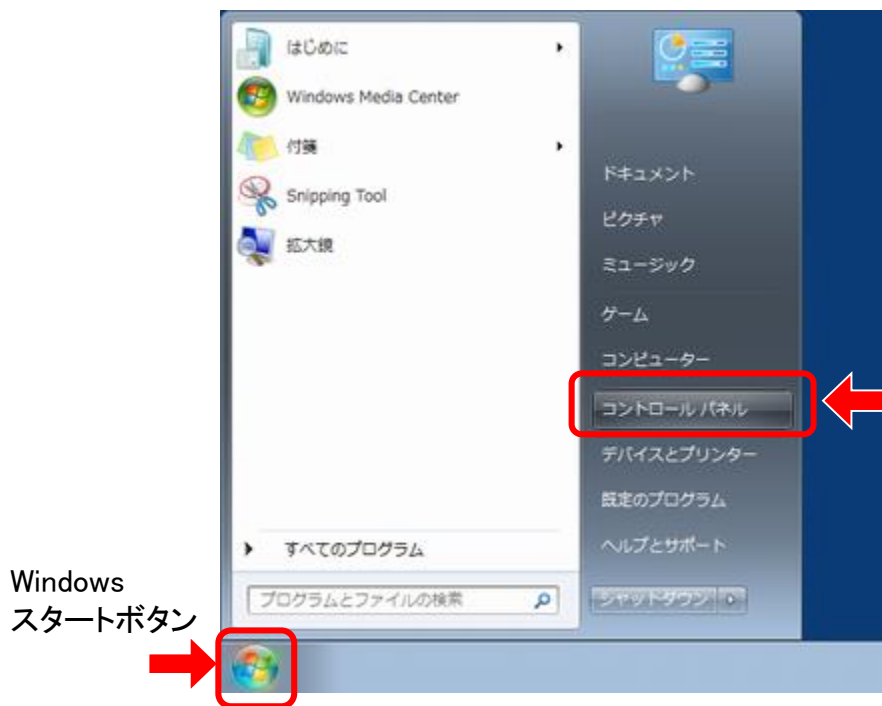 はじめに
Windows Media Center
付箋
Snipping Tool
拡大鏡
すべてのプログラム
プログラムとファイルの検索
ドキュメント
ピクチャ
ミュージック
ゲーム
コンピューター
コントロール パネル
デバイスとプリンター
既定のプログラム
ヘルプとサポート
シャットダウン
Windows
スタートボタン